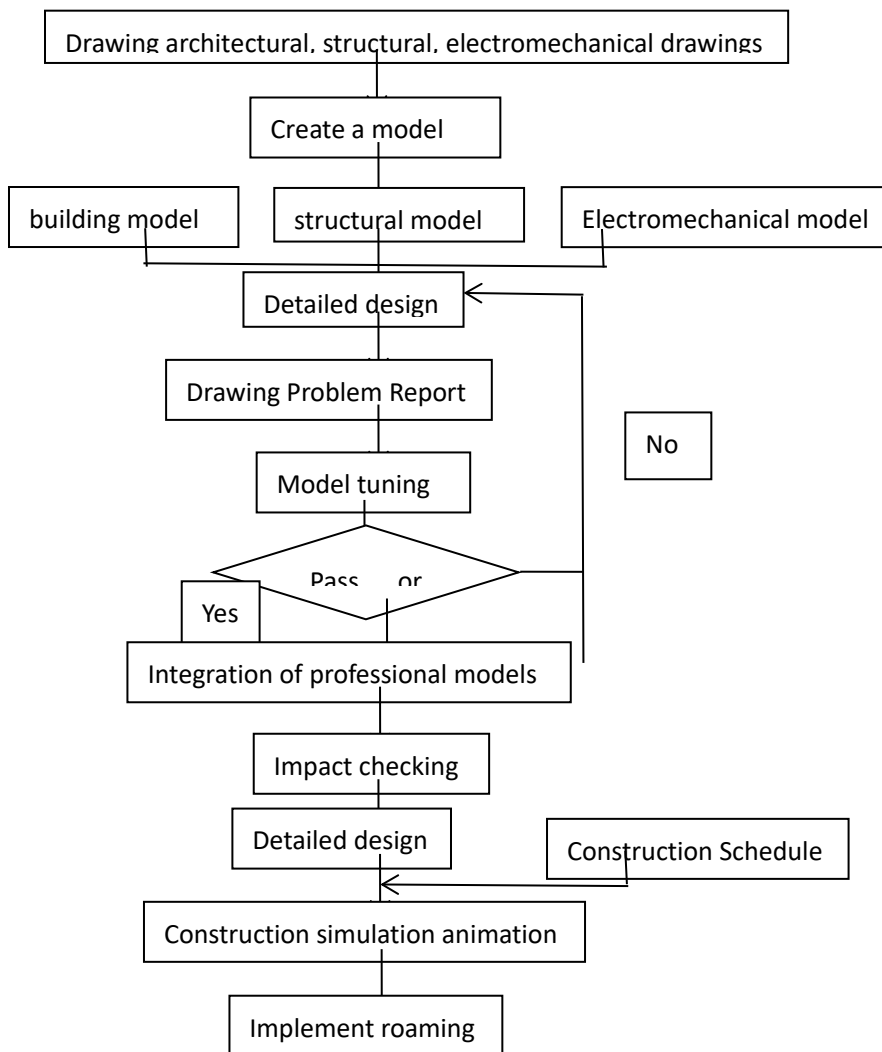 Drawing architectural, structural, electromechanical drawings
Create a model
building model
structural model
Electromechanical model
Detailed design
Drawing Problem Report
No
Model tuning
Pass or
Yes
Integration of professional models
Impact checking
Detailed design
Construction Schedule
Construction simulation animation
Implement roaming